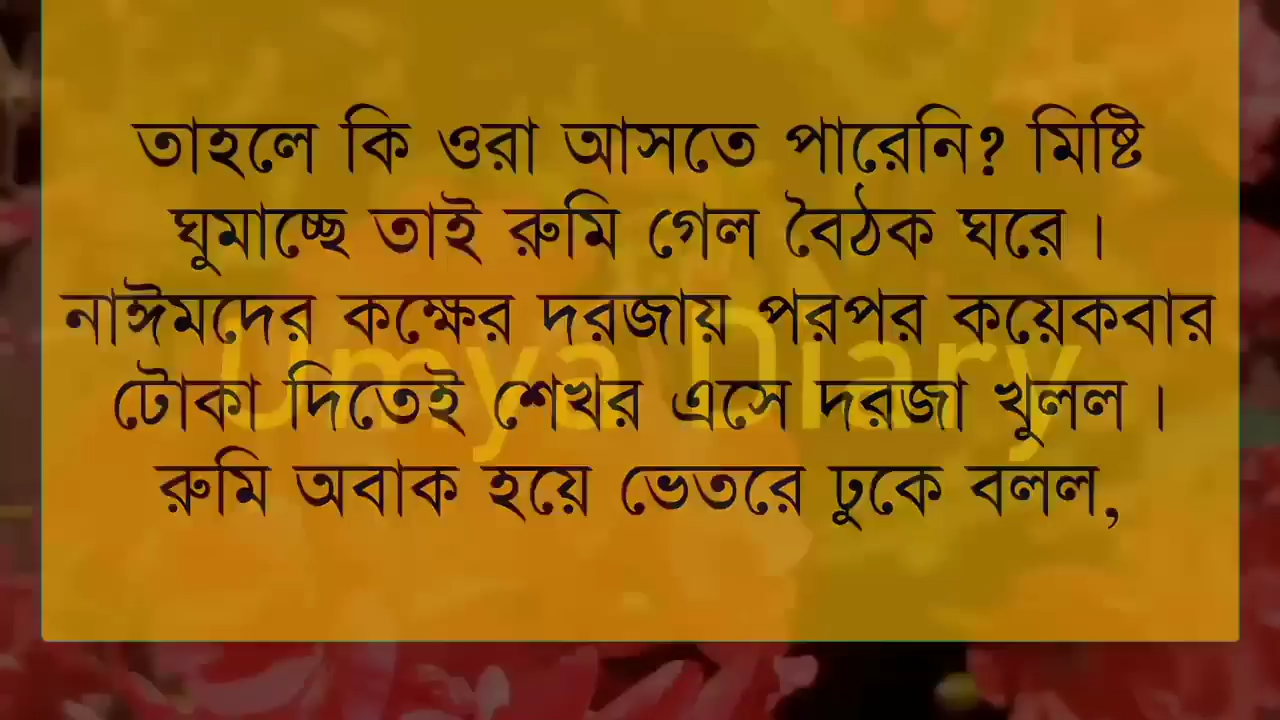 তাহলে কি ওরা আসতে পারেনি? মিষ্টি
ঘুমাচ্ছে তাই রুমি গেল বৈঠক ঘরে।
নাঈমদের কক্ষের দরজায় পরপর কয়েকবার
টোকা দিতেই শেখর এসে দরজা খুলল।
রুমি অবাক হয়ে ভেতরে ঢুকে বলল,
Umya Diary